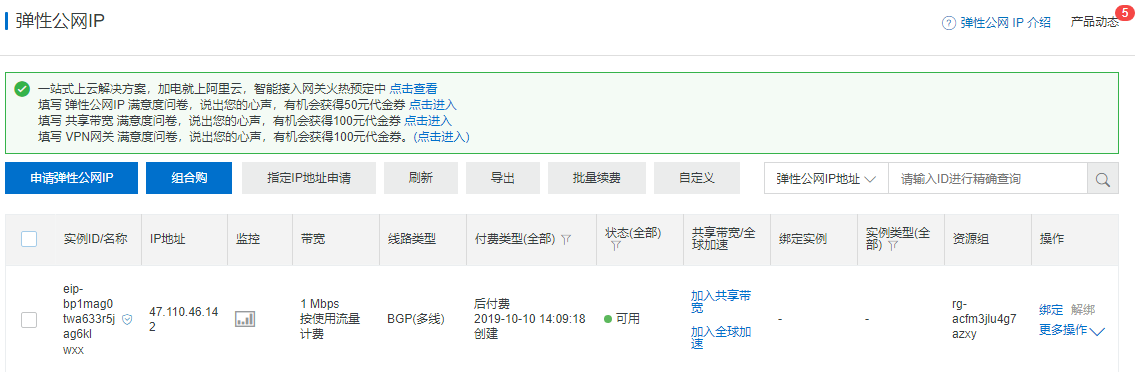 弹性公网IP
? 弹性公网 IP 介绍
产品动态
5
一站式上云解决方案，加电就上阿里云，智能接入网关火热预定中 点击查看
填写 弹性公网IP 满意度问卷，说出您的心声，有机会获得50元代金券 点击进入
填写 共享带宽 满意度问卷，说出您的心声，有机会获得100元代金券 点击进入
填写 VPN网关 满意度问卷，说出您的心声，有机会获得100元代金券。(点击进入)
申请弹性公网IP
组合购
指定IP地址申请
刷新
导出
批量续费
自定义
弹性公网IP地址
请输入ID进行精确查询
实例ID/名称
IP地址
监控
带宽
线路类型
付费类型(全部)
状态(全部)
共享带宽/全
球加速
绑定实例
实例类型(全
部)
资源组
操作
eip-
bp1mag0
twa633r5j
ag6kl
wxx
47.110.46.14
2
1 Mbps
按使用流量
计费
BGP(多线)
后付费
2019-10-10 14:09:18
创建
可用
加入共享带
宽
加入全球加
速
-
-
rg-
acfm3jlu4g7
azxy
绑定 解绑
更多操作